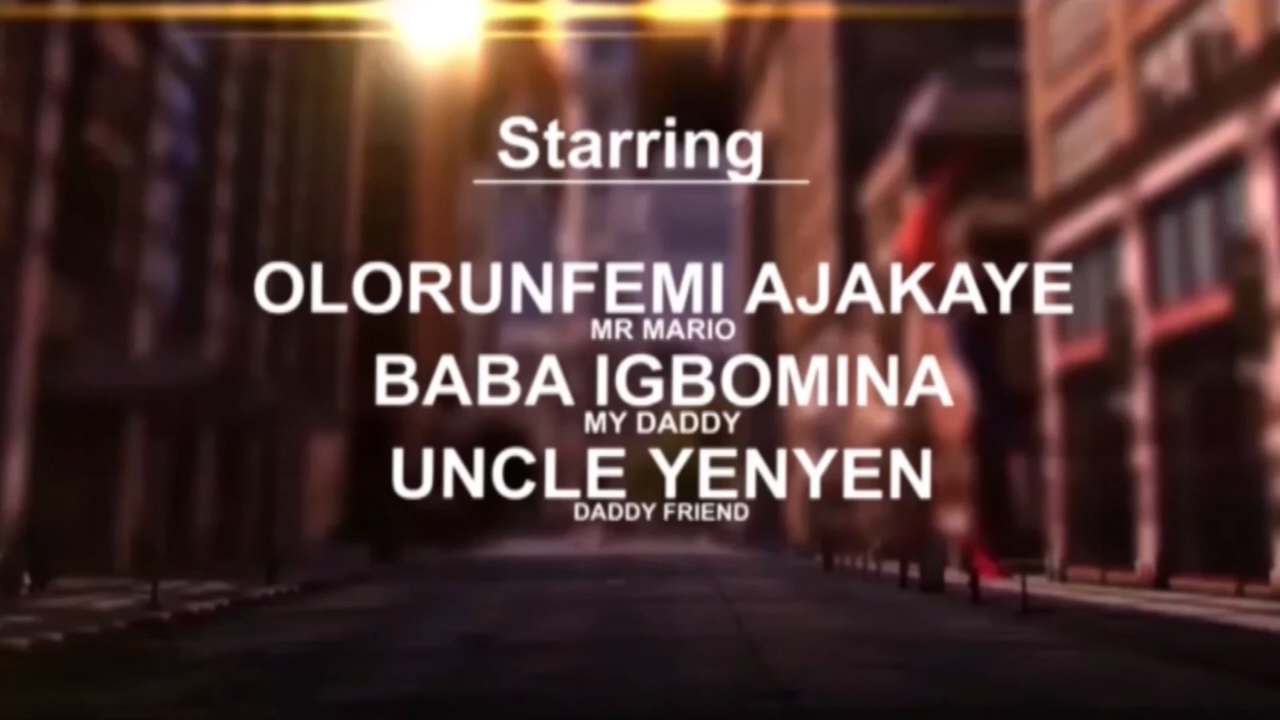 Starring
OLORUNFEMI AJAKAYE
MR MARIO
BABA IGBOMINA
MY DADDY
UNCLE YENYEN
DADDY FRIEND